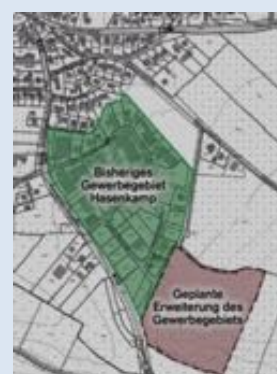 Bisheriges
Gewerbegebiet
Hasenkamp
Geplante
Erweiterung des
Gewerbegebiets